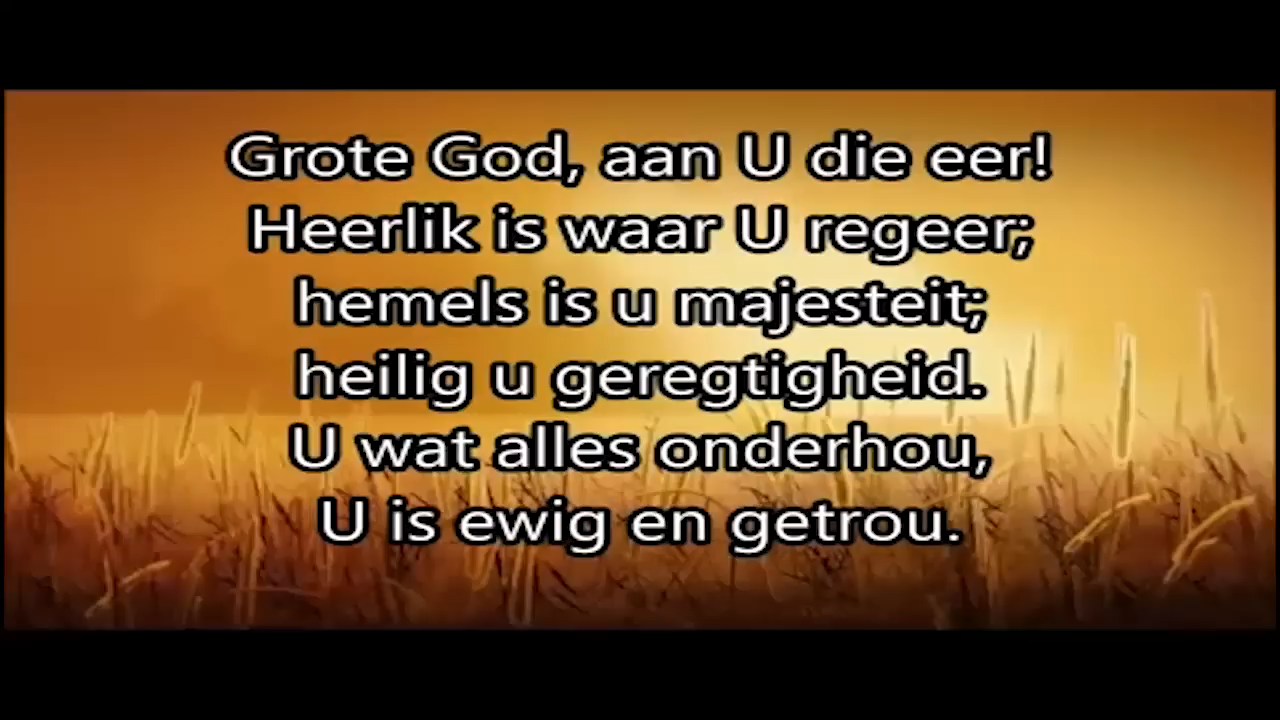 Grote God, aan U die eer!
Heerlik is waar U regeer;
hemels is u majesteit;
heilig u geregtigheid.
U wat alles onderhou,
U is ewig en getrou.